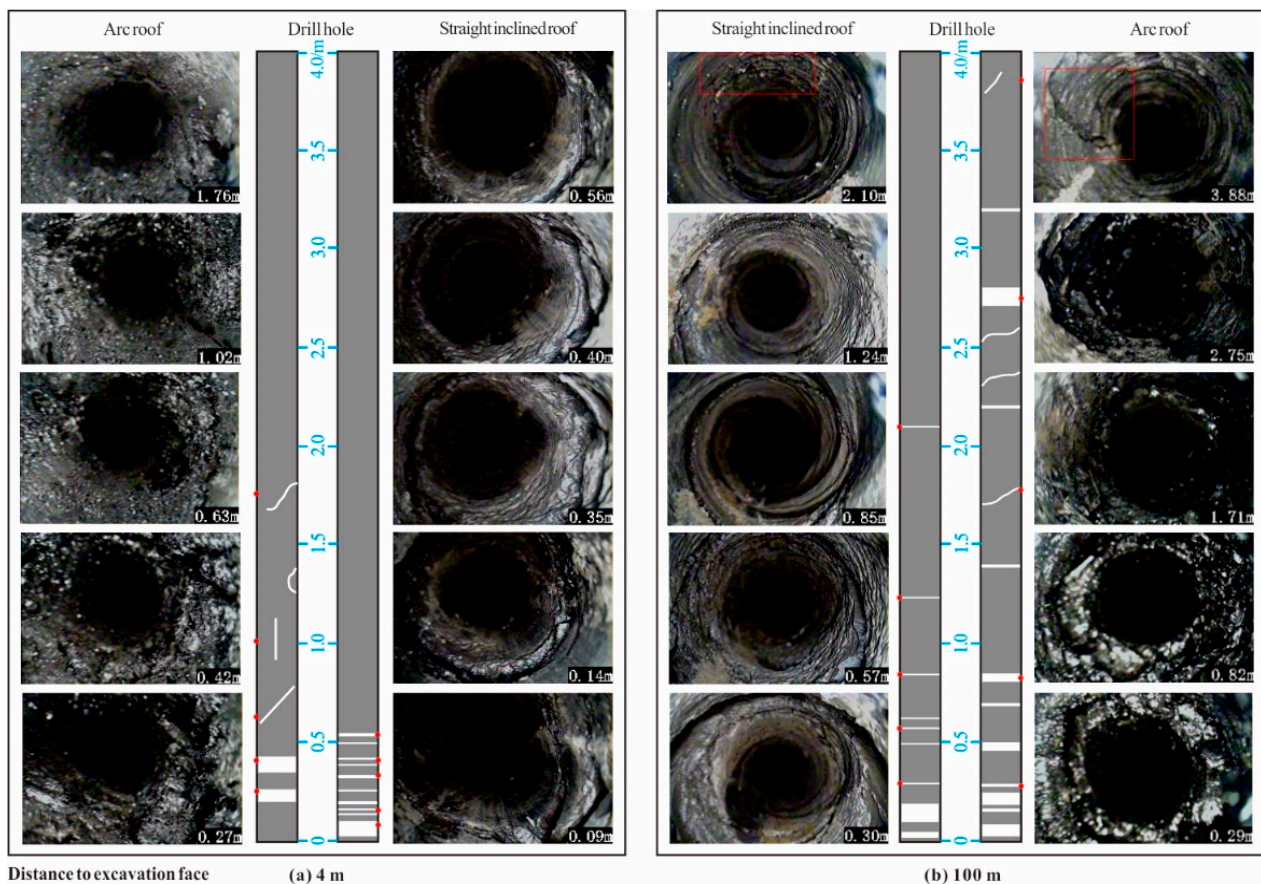 Arc roof
Drill hole
Straight inclined roof
Straight inclined roof
Drill hole
Arc roof
4.0/m
3.5
3.0
2.5
2.0
1.5
1.0
0.5
0
1.76m
1.02m
0.63m
0.42m
0.27m
0.56m
0.40m
0.35m
0.14m
0.09m
2.10m
1.24m
0.85m
0.57m
0.30m
4.0/m
3.5
3.0
2.5
2.0
1.5
1.0
0.5
0
3.88m
2.75m
1.71m
0.82m
0.29m
Distance to excavation face
(a) 4 m
(b) 100 m